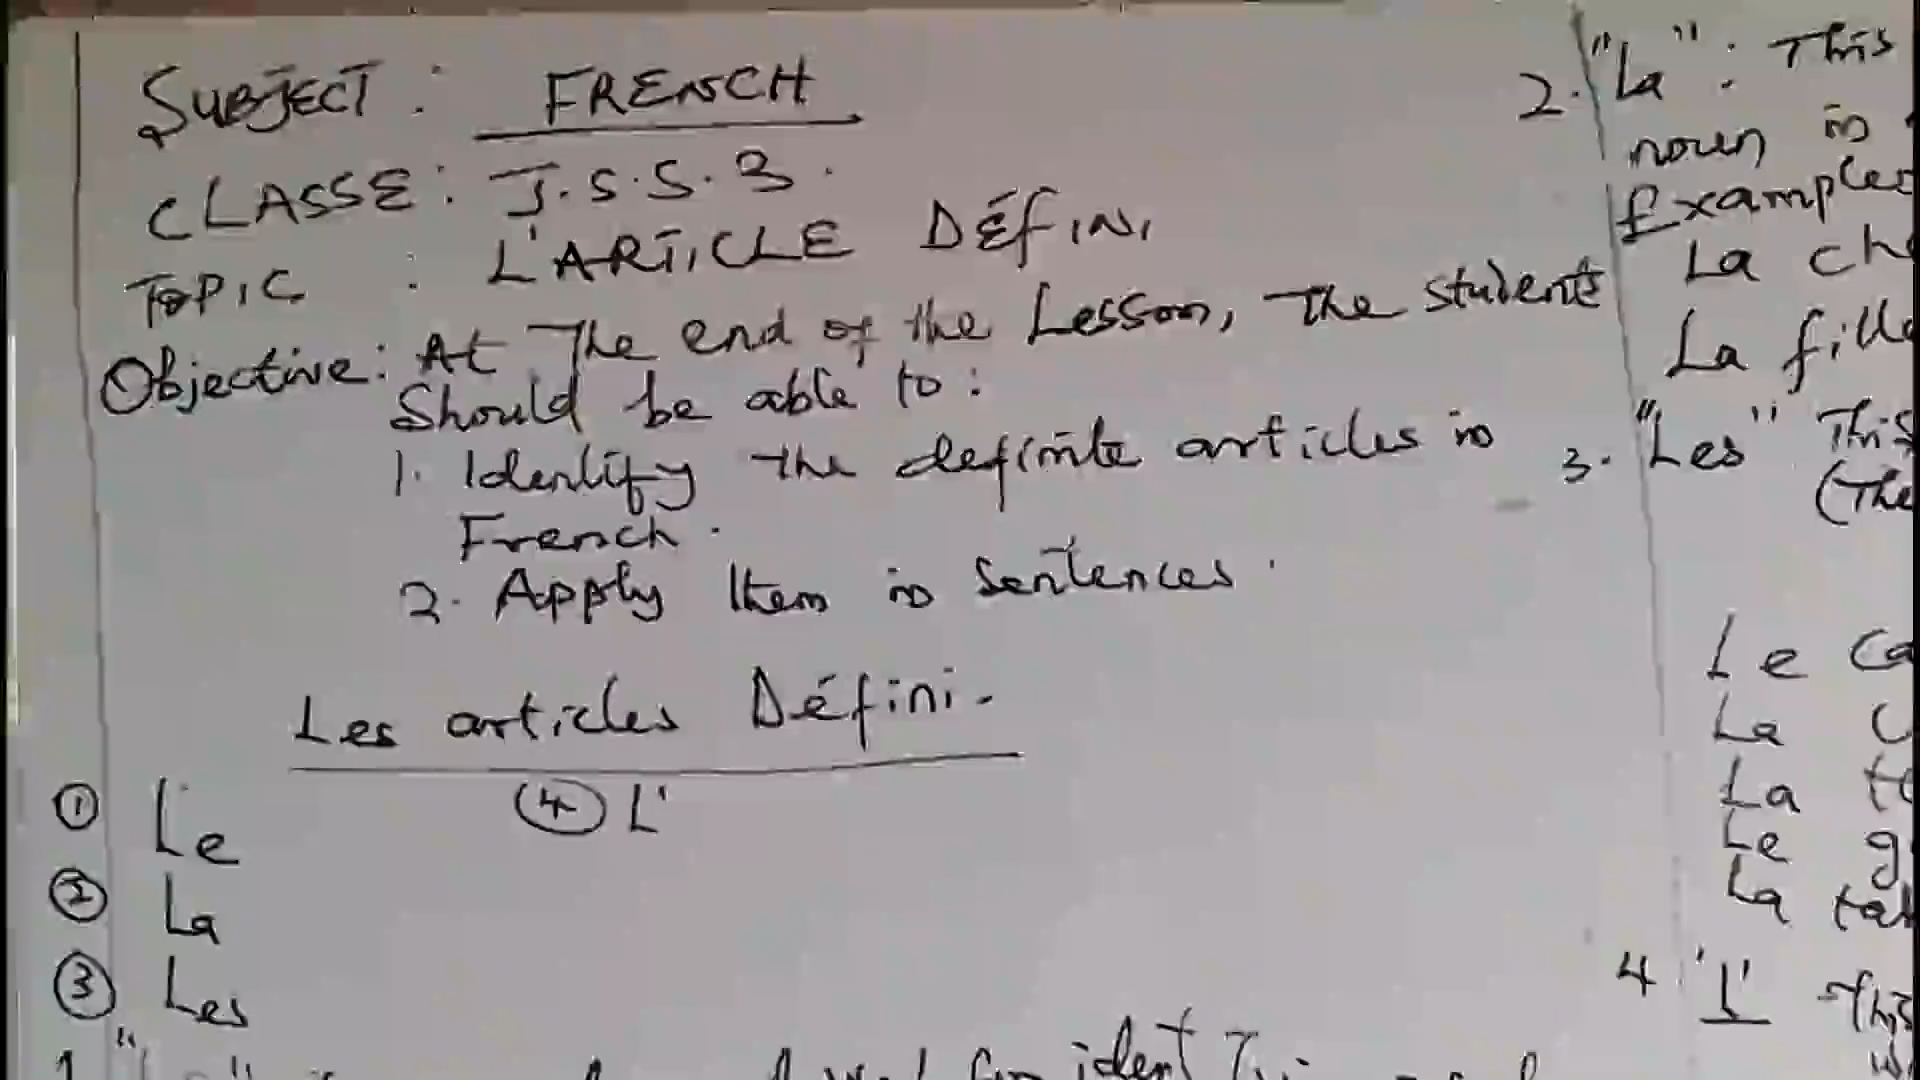 SUBJECT: FRENCH
CLASSE: J.S.S.3.
TOPIC : L'ARTICLE DÉFINI
Objective: At The end of the Lesson, The students
Should be able to:
1. Identify the definite articles in
French.
2. Apply them in Sentences.
Les articles Défini.
① Le
④ L'
② La
③ Les
2. "La": This
noun is
Examples
La
La fille
3. "Les" This
(The
Le
La
La
Le
La
4 'L' This